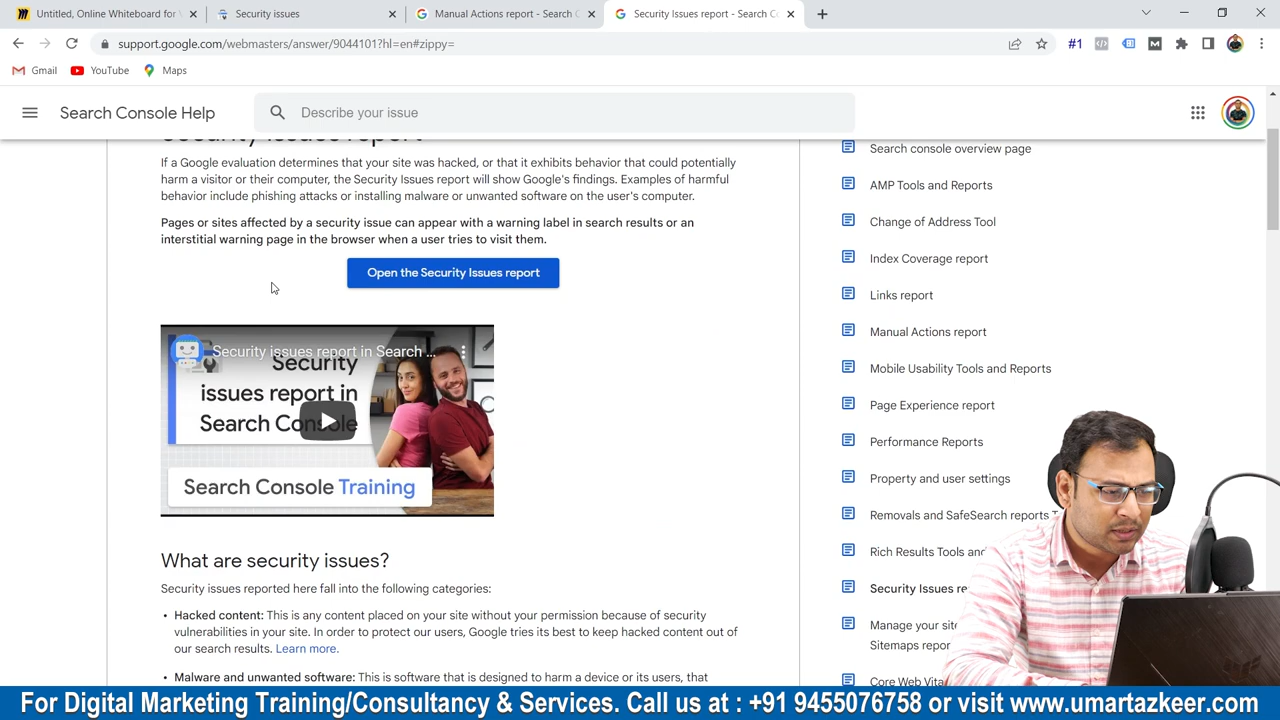 Untitled, Online Whiteboard for V
Security issues
Manual Actions report - Search C
Security Issues report - Search C
support.google.com/webmasters/answer/9044101?hl=en#zippy=
#1
Gmail
YouTube
Maps
Search Console Help
Describe your issue
If a Google evaluation determines that your site was hacked, or that it exhibits behavior that could potentially
harm a visitor or their computer, the Security Issues report will show Google's findings. Examples of harmful
behavior include phishing attacks or installing malware or unwanted software on the user's computer.
Pages or sites affected by a security issue can appear with a warning label in search results or an
interstitial warning page in the browser when a user tries to visit them.
Open the Security Issues report
Security issues report in Search ...
Security
issues report in
Search Console
Search Console Training
What are security issues?
Security issues reported here fall into the following categories:
• Hacked content: This is any content placed on your site without your permission because of security
vulnerabilities in your site. In order to protect our users, Google tries its best to keep hacked content out of
our search results. Learn more.
• Malware and unwanted software: This is software that is designed to harm a device or its users, that
Search console overview page
AMP Tools and Reports
Change of Address Tool
Index Coverage report
Links report
Manual Actions report
Mobile Usability Tools and Reports
Page Experience report
Performance Reports
Property and user settings
Removals and SafeSearch reports T
Rich Results Tools and
Security Issues re
Manage your site
Sitemaps repor
Core Web Vita
For Digital Marketing Training/Consultancy & Services. Call us at : +91 9455076758 or visit www.umartazkeer.com